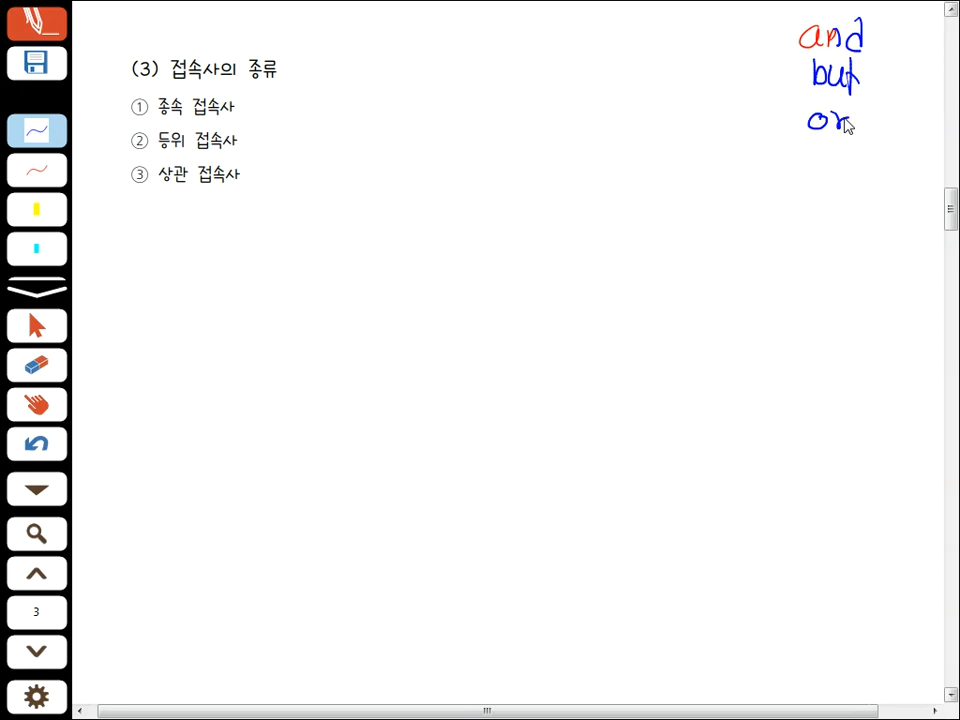 and
but
or
(3) 접속사의 종류
① 종속 접속사
② 등위 접속사
③ 상관 접속사
3